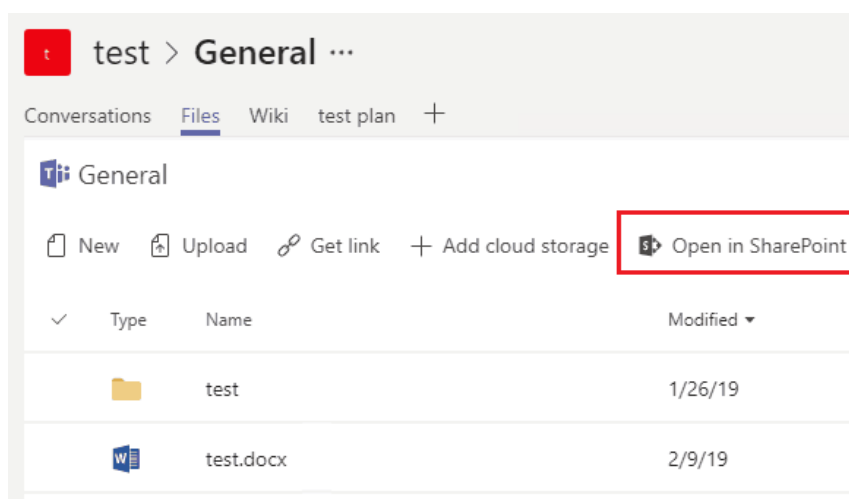 t test > General ...
Conversations Files Wiki test plan +
General
New Upload Get link + Add cloud storage Open in SharePoint
Type Name Modified
test 1/26/19
test.docx 2/9/19